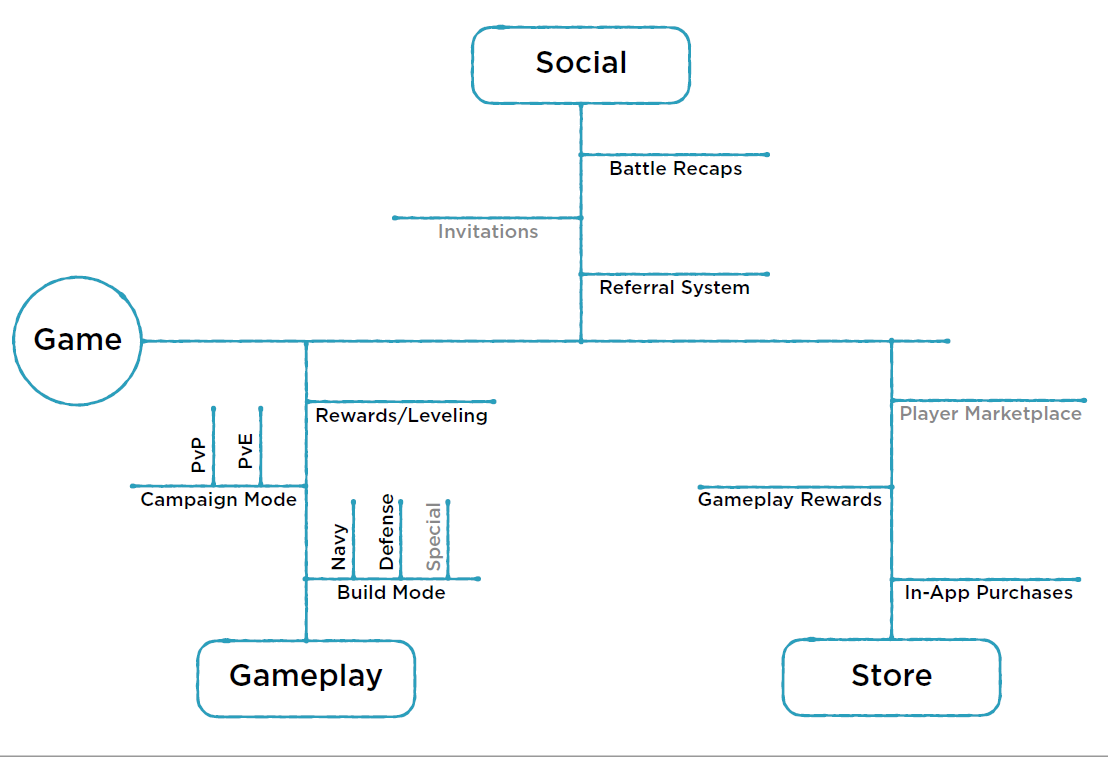 Social
Battle Recaps
Invitations
Referral System
Game
Rewards/Leveling
Player Marketplace
PvP
PvE
Campaign Mode
Gameplay Rewards
Navy
Defense
Special
Build Mode
In-App Purchases
Gameplay
Store